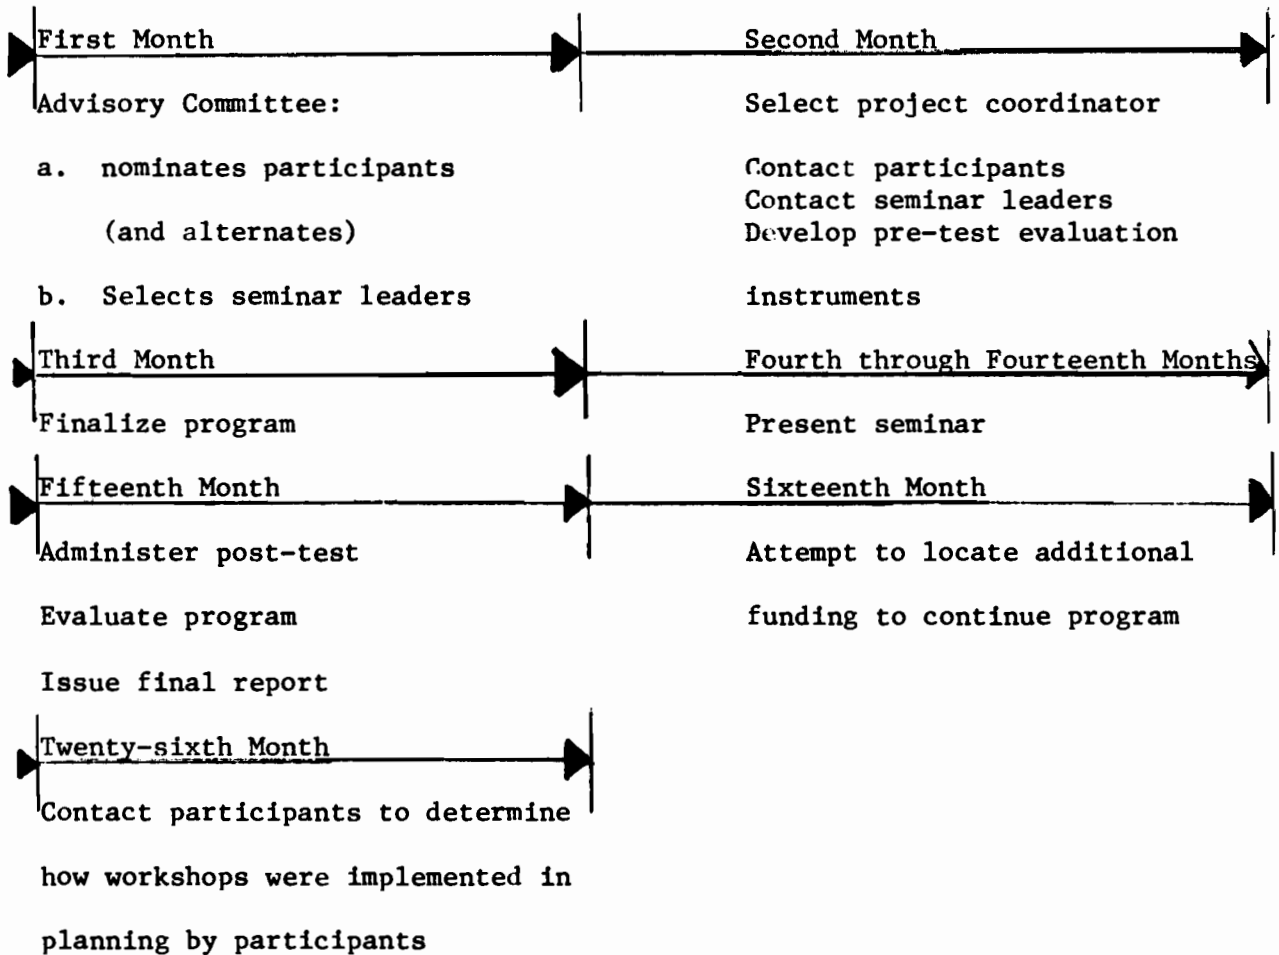 First Month
Advisory Committee:
a. nominates participants
(and alternates)
b. Selects seminar leaders
Second Month
Select project coordinator
Contact participants
Contact seminar leaders
Develop pre-test evaluation
instruments
Third Month
Finalize program
Fourth through Fourteenth Months
Present seminar
Fifteenth Month
Administer post-test
Evaluate program
Issue final report
Sixteenth Month
Attempt to locate additional
funding to continue program
Twenty-sixth Month
Contact participants to determine
how workshops were implemented in
planning by participants